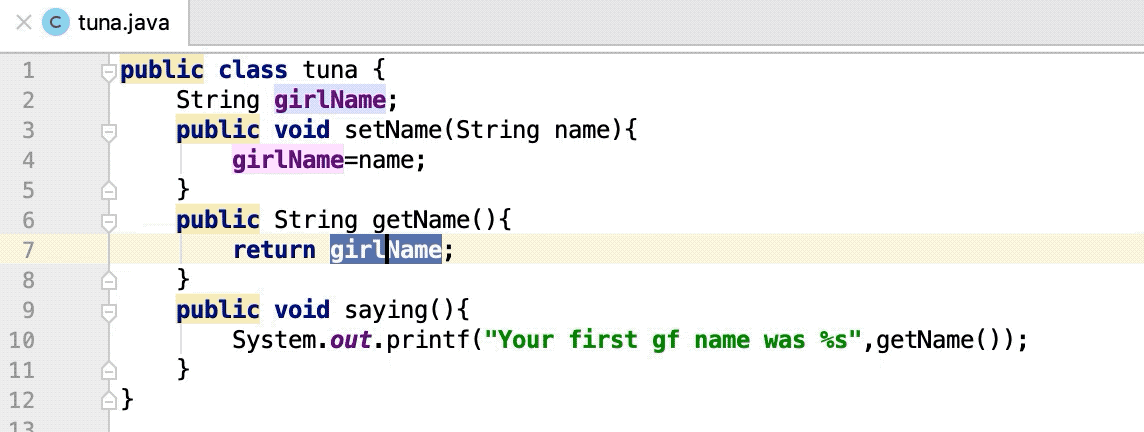 tuna.java
1 public class tuna {
2 String girlName;
3 public void setName(String name){
4 girlName=name;
5 }
6 public String getName(){
7 return girlName;
8 }
9 public void saying(){
10 System.out.printf("Your first gf name was %s",getName());
11 }
12 }
13